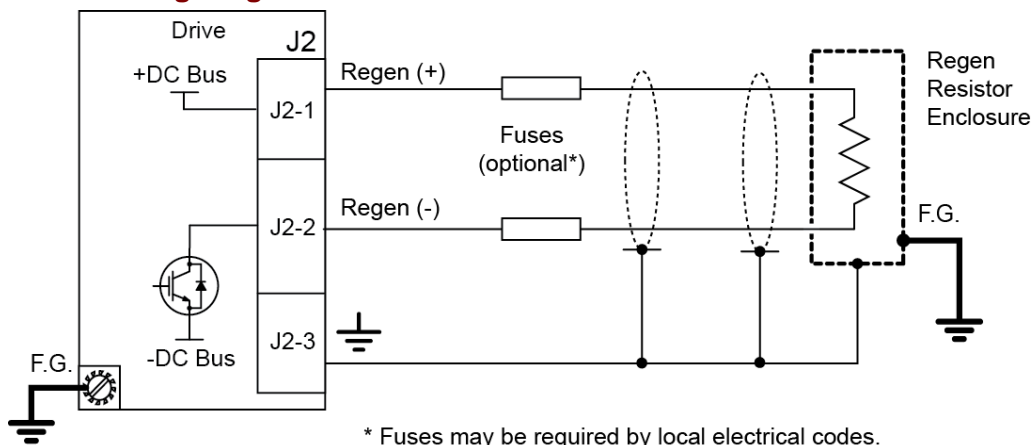 Drive
J2
+DC Bus
J2-1
Regen (+)
Fuses
(optional*)
Regen
Resistor
Enclosure
J2-2
Regen (-)
F.G.
-DC Bus
J2-3
F.G.
* Fuses may be required by local electrical codes.